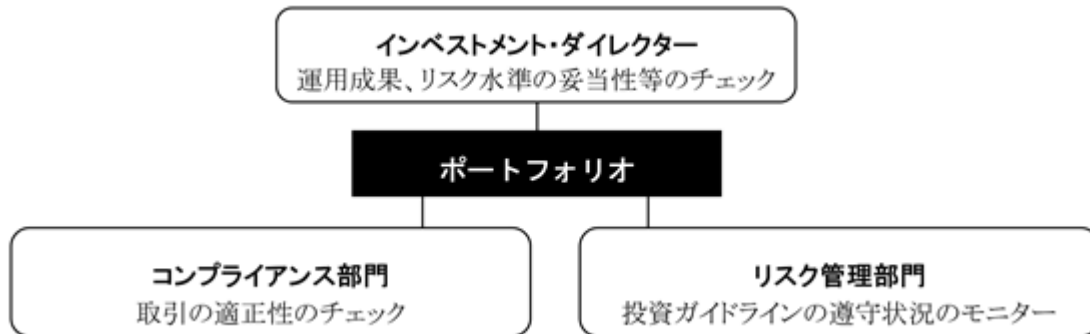 インベストメント・ダイレクター
運用成果、リスク水準の妥当性等のチェック
ポートフォリオ
コンプライアンス部門
取引の適正性のチェック
リスク管理部門
投資ガイドラインの遵守状況のモニター